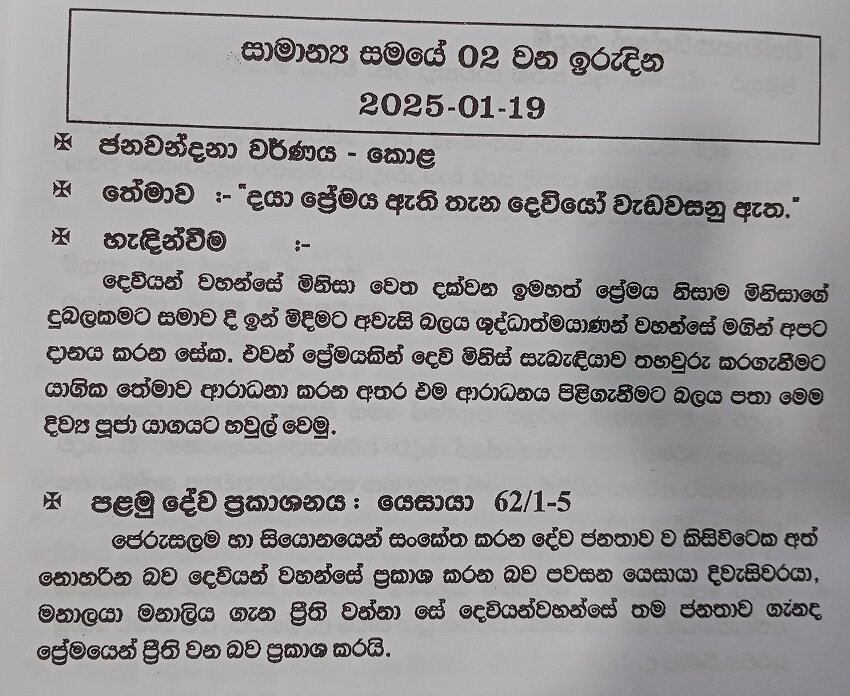 සාමාන්‍ය සමයේ 02 වන ඉරුදින
2025-01-19
✠ ජනවන්දනා වර්ණය - කොළ
✠ තේමාව :- "දයා ප්‍රේමය ඇති තැන දෙවියෝ වැඩවසනු ඇත."
✠ හැඳින්වීම :-
දෙවියන් වහන්සේ මිනිසා වෙත දක්වන ඉමහත් ප්‍රේමය නිසාම මිනිසාගේ
දුබලකමට සමාව දී ඉන් මිදීමට අවැසි බලය ශුද්ධාත්මයාණන් වහන්සේ මගින් අපට
දානය කරන සේක. එවන් ප්‍රේමයකින් දෙව් මිනිස් සැබැඳියාව තහවුරු කරගැනීමට
යාගික තේමාව ආරාධනා කරන අතර එම ආරාධනය පිළිගැනීමට බලය පතා මෙම
දිව්‍ය පූජා යාගයට හවුල් වෙමු.
✠ පළමු දේව ප්‍රකාශනය : යෙසායා 62/1-5
ජෙරුසලම හා සියොනයෙන් සංකේත කරන දේව ජනතාව ව කිසිවිටෙක අත්
නොහරින බව දෙවියන් වහන්සේ ප්‍රකාශ කරන බව පවසන යෙසායා දිවැසිවරයා,
මනාලයා මනාලිය ගැන ප්‍රීති වන්නා සේ දෙවියන්වහන්සේ තම ජනතාව ගැනද
ප්‍රේමයෙන් ප්‍රීති වන බව ප්‍රකාශ කරයි.